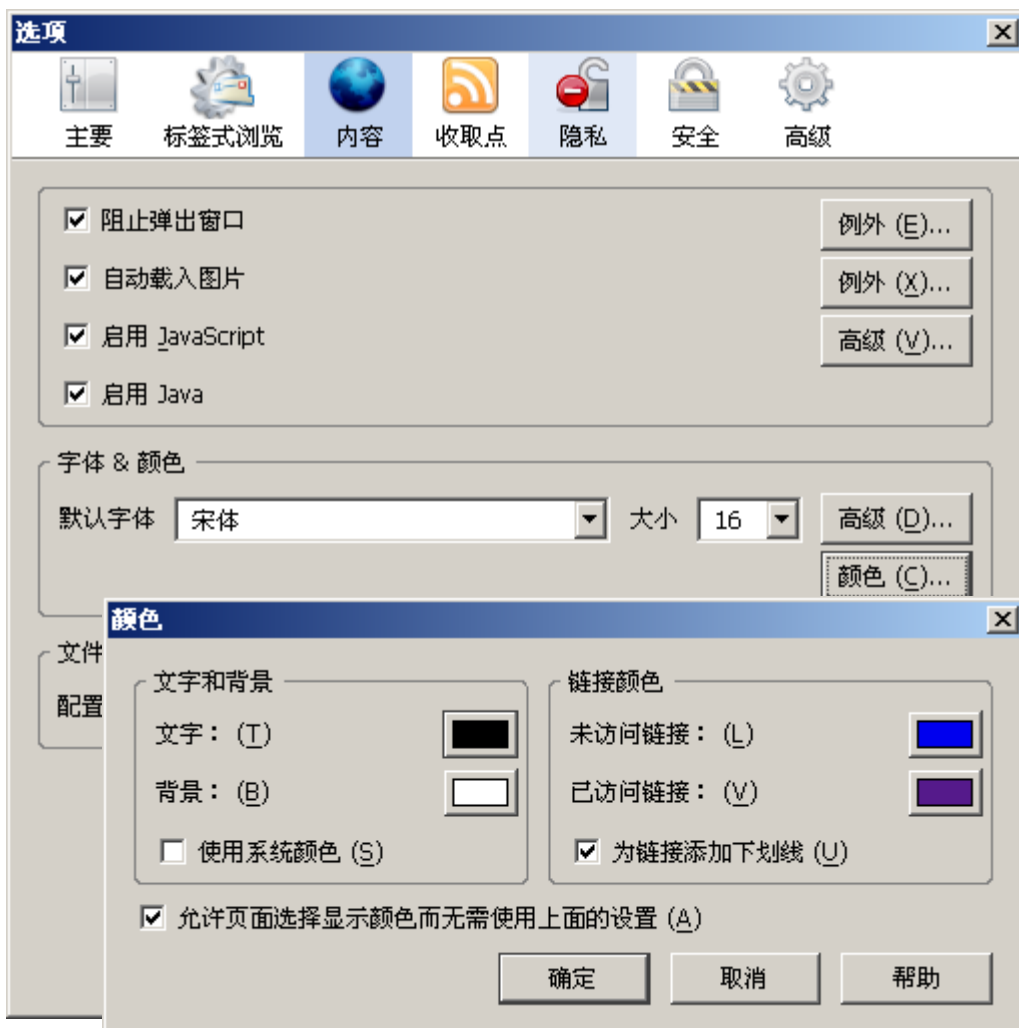 选项
主要 标签式浏览 内容 收取点 隐私 安全 高级
阻止弹出窗口 例外 (E)...
自动载入图片 例外 (X)...
启用 JavaScript 高级 (V)...
启用 Java
字体 & 颜色
默认字体 宋体 大小 16 高级 (D)...
颜色 (C)...
颜色
文件
配置
文字和背景 链接颜色
文字：(T) 未访问链接：(L)
背景：(B) 已访问链接：(V)
使用系统颜色 (S) 为链接添加下划线 (U)
允许页面选择显示颜色而无需使用上面的设置 (A)
确定 取消 帮助